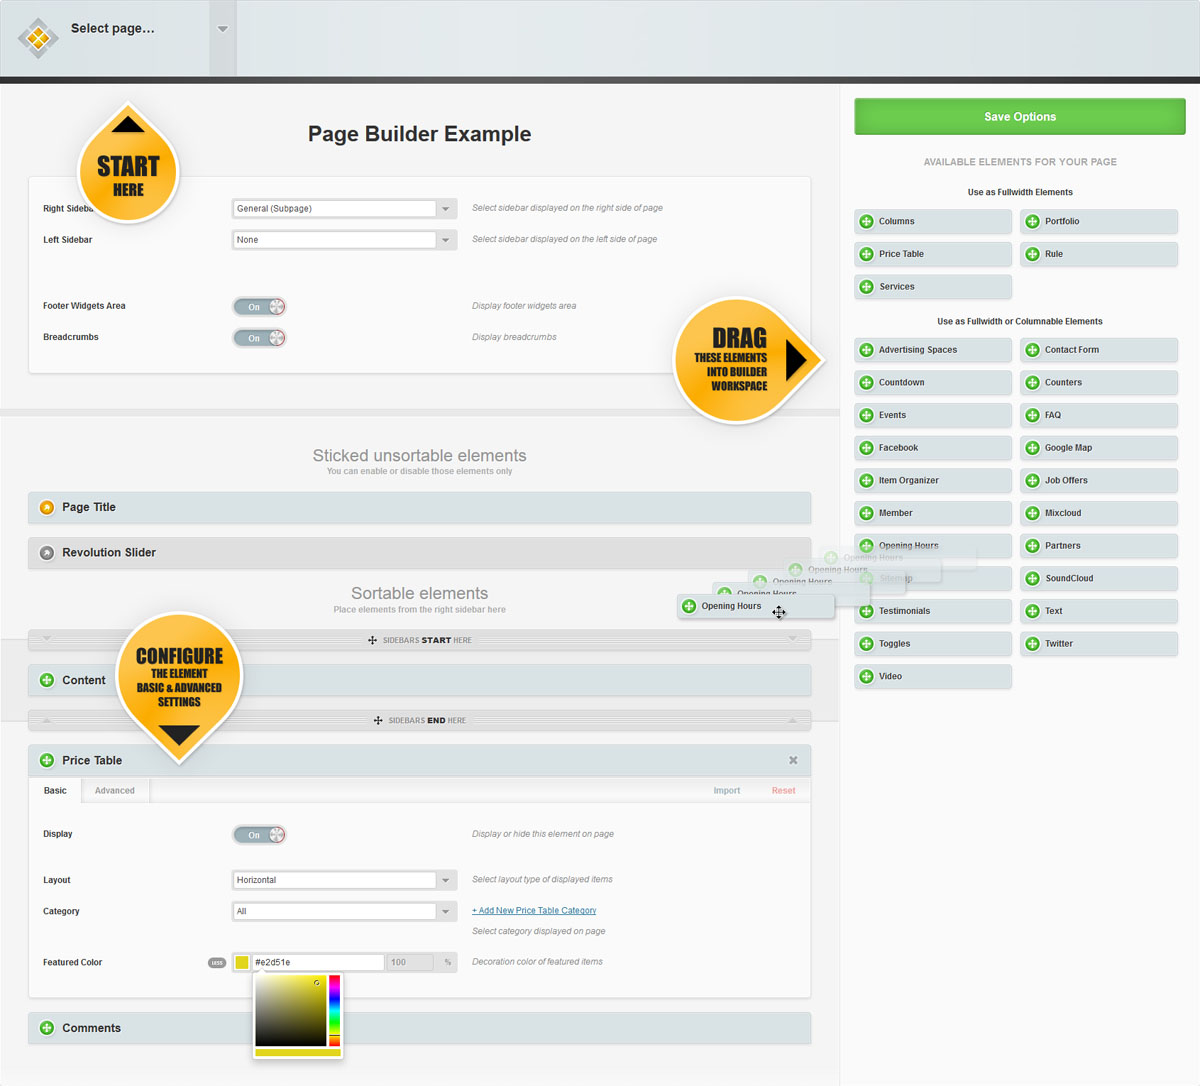 Select page...
START
HERE
Page Builder Example
Right Sideba
General (Subpage)
Select sidebar displayed on the right side of page
Left Sidebar
None
Select sidebar displayed on the left side of page
Footer Widgets Area
On
Display footer widgets area
Breadcrumbs
On
Display breadcrumbs
DRAG
THESE ELEMENTS
INTO BUILDER
WORKSPACE
Sticked unsortable elements
You can enable or disable those elements only
Page Title
Revolution Slider
Sortable elements
Place elements from the right sidebar here
SIDEBARS START HERE
CONFIGURE
THE ELEMENT
BASIC & ADVANCED
SETTINGS
Content
SIDEBARS END HERE
Price Table
Basic
Advanced
Import
Reset
Display
On
Display or hide this element on page
Layout
Horizontal
Select layout type of displayed items
Category
All
+ Add New Price Table Category
Select category displayed on page
Featured Color
LESS
#e2d51e
100
%
Decoration color of featured items
Comments
Save Options
AVAILABLE ELEMENTS FOR YOUR PAGE
Use as Fullwidth Elements
Columns
Portfolio
Price Table
Rule
Services
Use as Fullwidth or Columnable Elements
Advertising Spaces
Contact Form
Countdown
Counters
Events
FAQ
Facebook
Google Map
Item Organizer
Job Offers
Member
Mixcloud
Opening Hours
Partners
Opening Hours
Opening Hours
Sitemap
SoundCloud
Opening Hours
Opening Hours
Opening Hours
Testimonials
Text
Toggles
Twitter
Video